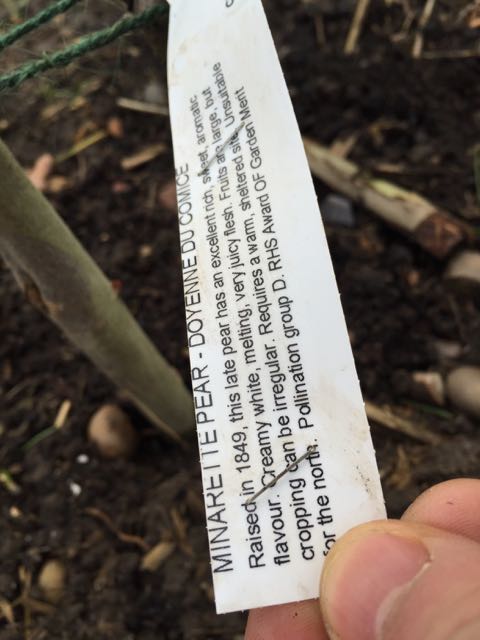 MINARETTE PEAR - DOYENNE DU COMICE
Raised in 1849, this late pear has an excellent rich, sweet, aromatic
flavour. Creamy white, melting, very juicy flesh. Fruits are large, but
cropping can be irregular. Requires a warm, sheltered site. Unsuitable
for the north. Pollination group D. RHS Award OF Garden Merit